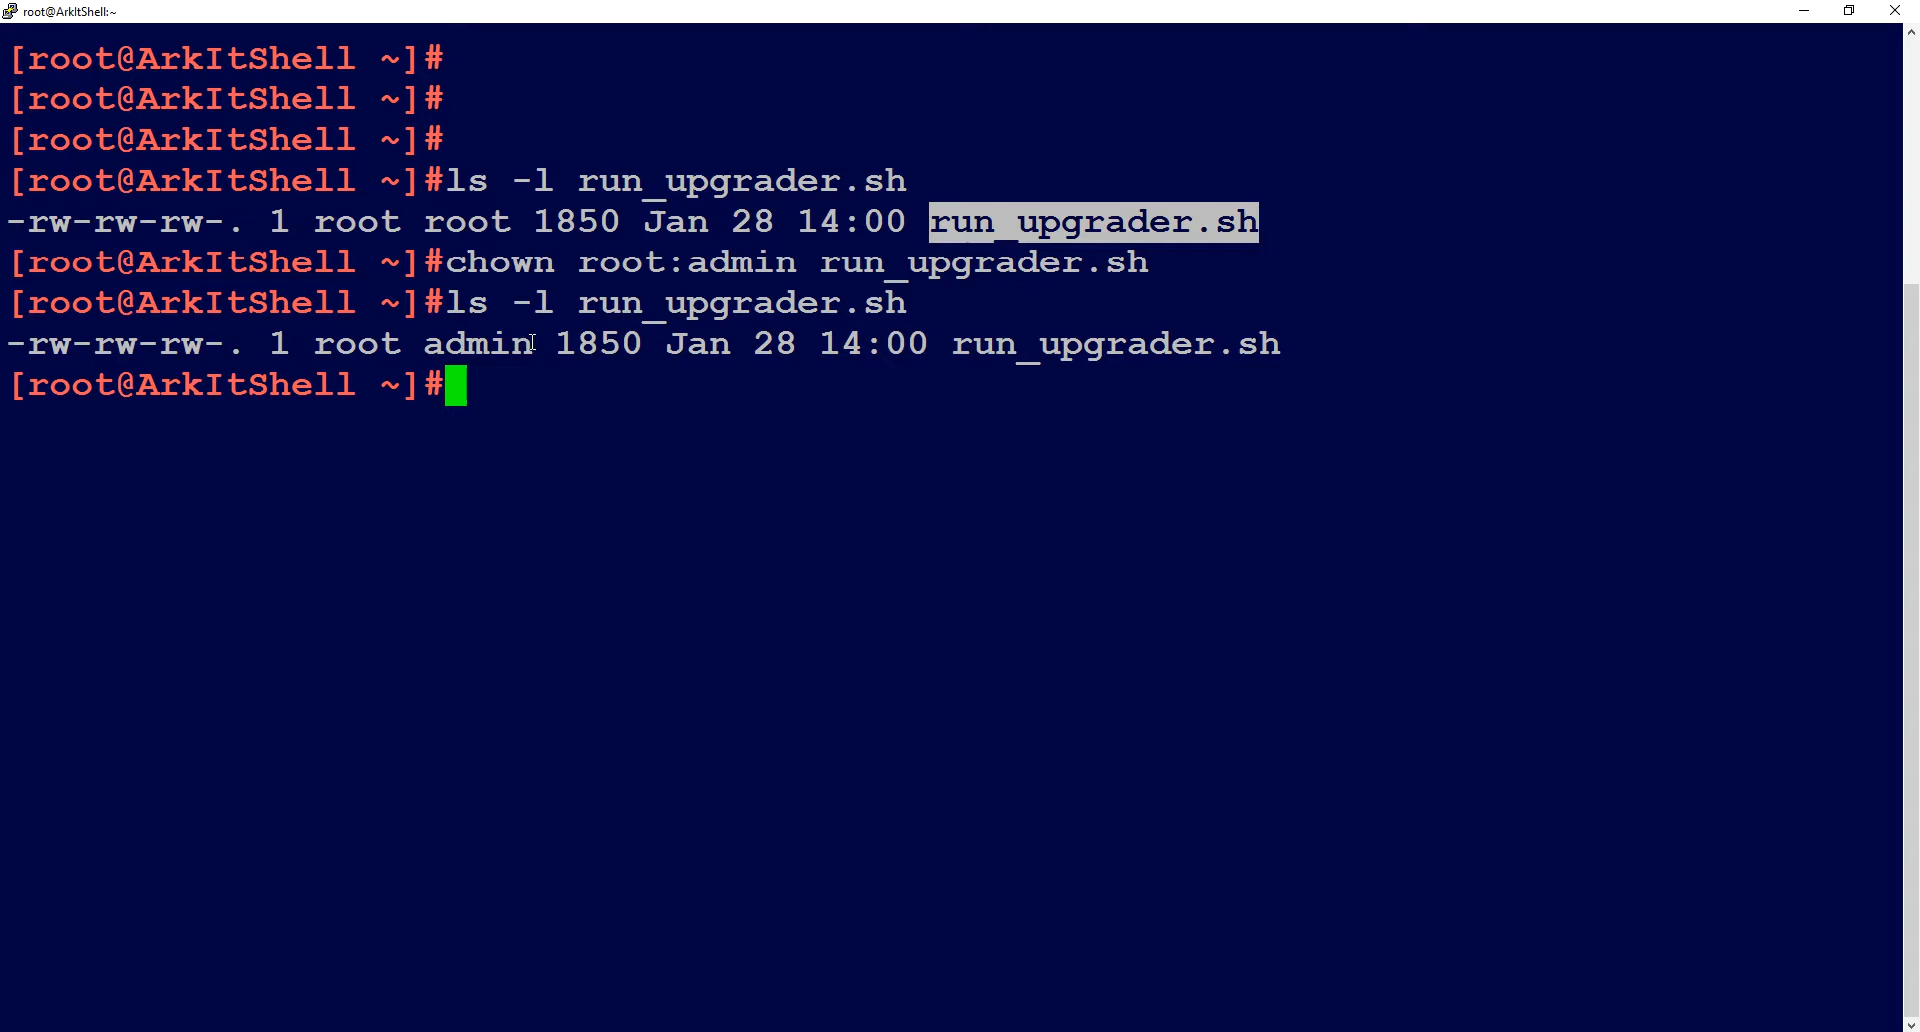 root@ArkItShell:~
[root@ArkItShell ~]#
[root@ArkItShell ~]#
[root@ArkItShell ~]#
[root@ArkItShell ~]#ls -l run_upgrader.sh
-rw-rw-rw-. 1 root root 1850 Jan 28 14:00 run_upgrader.sh
[root@ArkItShell ~]#chown root:admin run_upgrader.sh
[root@ArkItShell ~]#ls -l run_upgrader.sh
-rw-rw-rw-. 1 root admin 1850 Jan 28 14:00 run_upgrader.sh
[root@ArkItShell ~]#